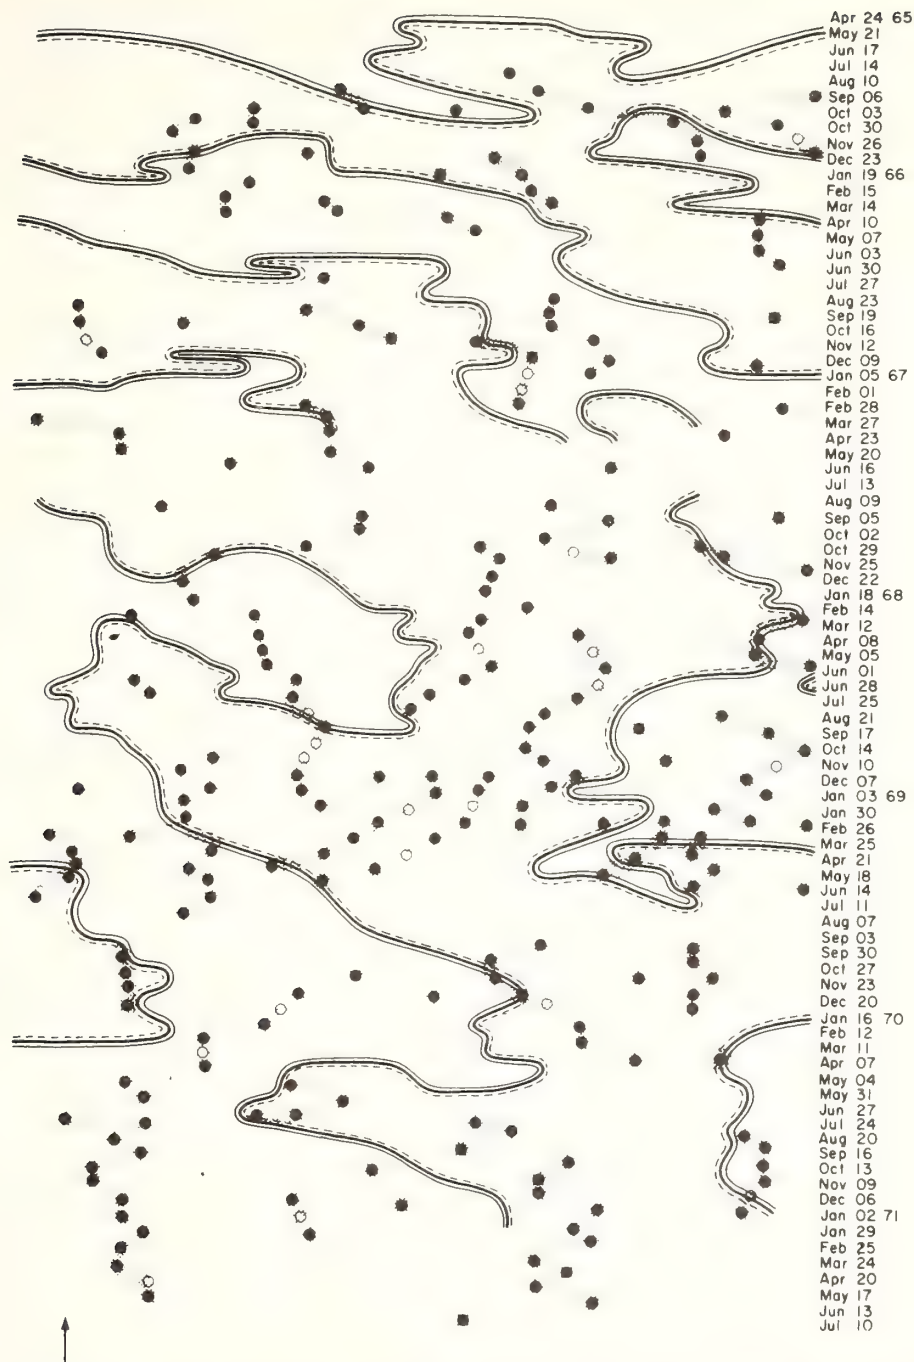 Apr 24 65
May 21
Jun 17
Jul 14
Aug 10
Sep 06
Oct 03
Oct 30
Nov 26
Dec 23
Jan 19 66
Feb 15
Mar 14
Apr 10
May 07
Jun 03
Jun 30
Jul 27
Aug 23
Sep 19
Oct 16
Nov 12
Dec 09
Jan 05 67
Feb 01
Feb 28
Mar 27
Apr 23
May 20
Jun 16
Jul 13
Aug 09
Sep 05
Oct 02
Oct 29
Nov 25
Dec 22
Jan 18 68
Feb 14
Mar 12
Apr 08
May 05
Jun 01
Jun 28
Jul 25
Aug 21
Sep 17
Oct 14
Nov 10
Dec 07
Jan 03 69
Jan 30
Feb 26
Mar 25
Apr 21
May 18
Jun 14
Jul 11
Aug 07
Sep 03
Sep 30
Oct 27
Nov 23
Dec 20
Jan 16 70
Feb 12
Mar 11
Apr 07
May 04
May 31
Jun 27
Jul 24
Aug 20
Sep 16
Oct 13
Nov 09
Dec 06
Jan 02 71
Jan 29
Feb 25
Mar 24
Apr 20
May 17
Jun 13
Jul 10